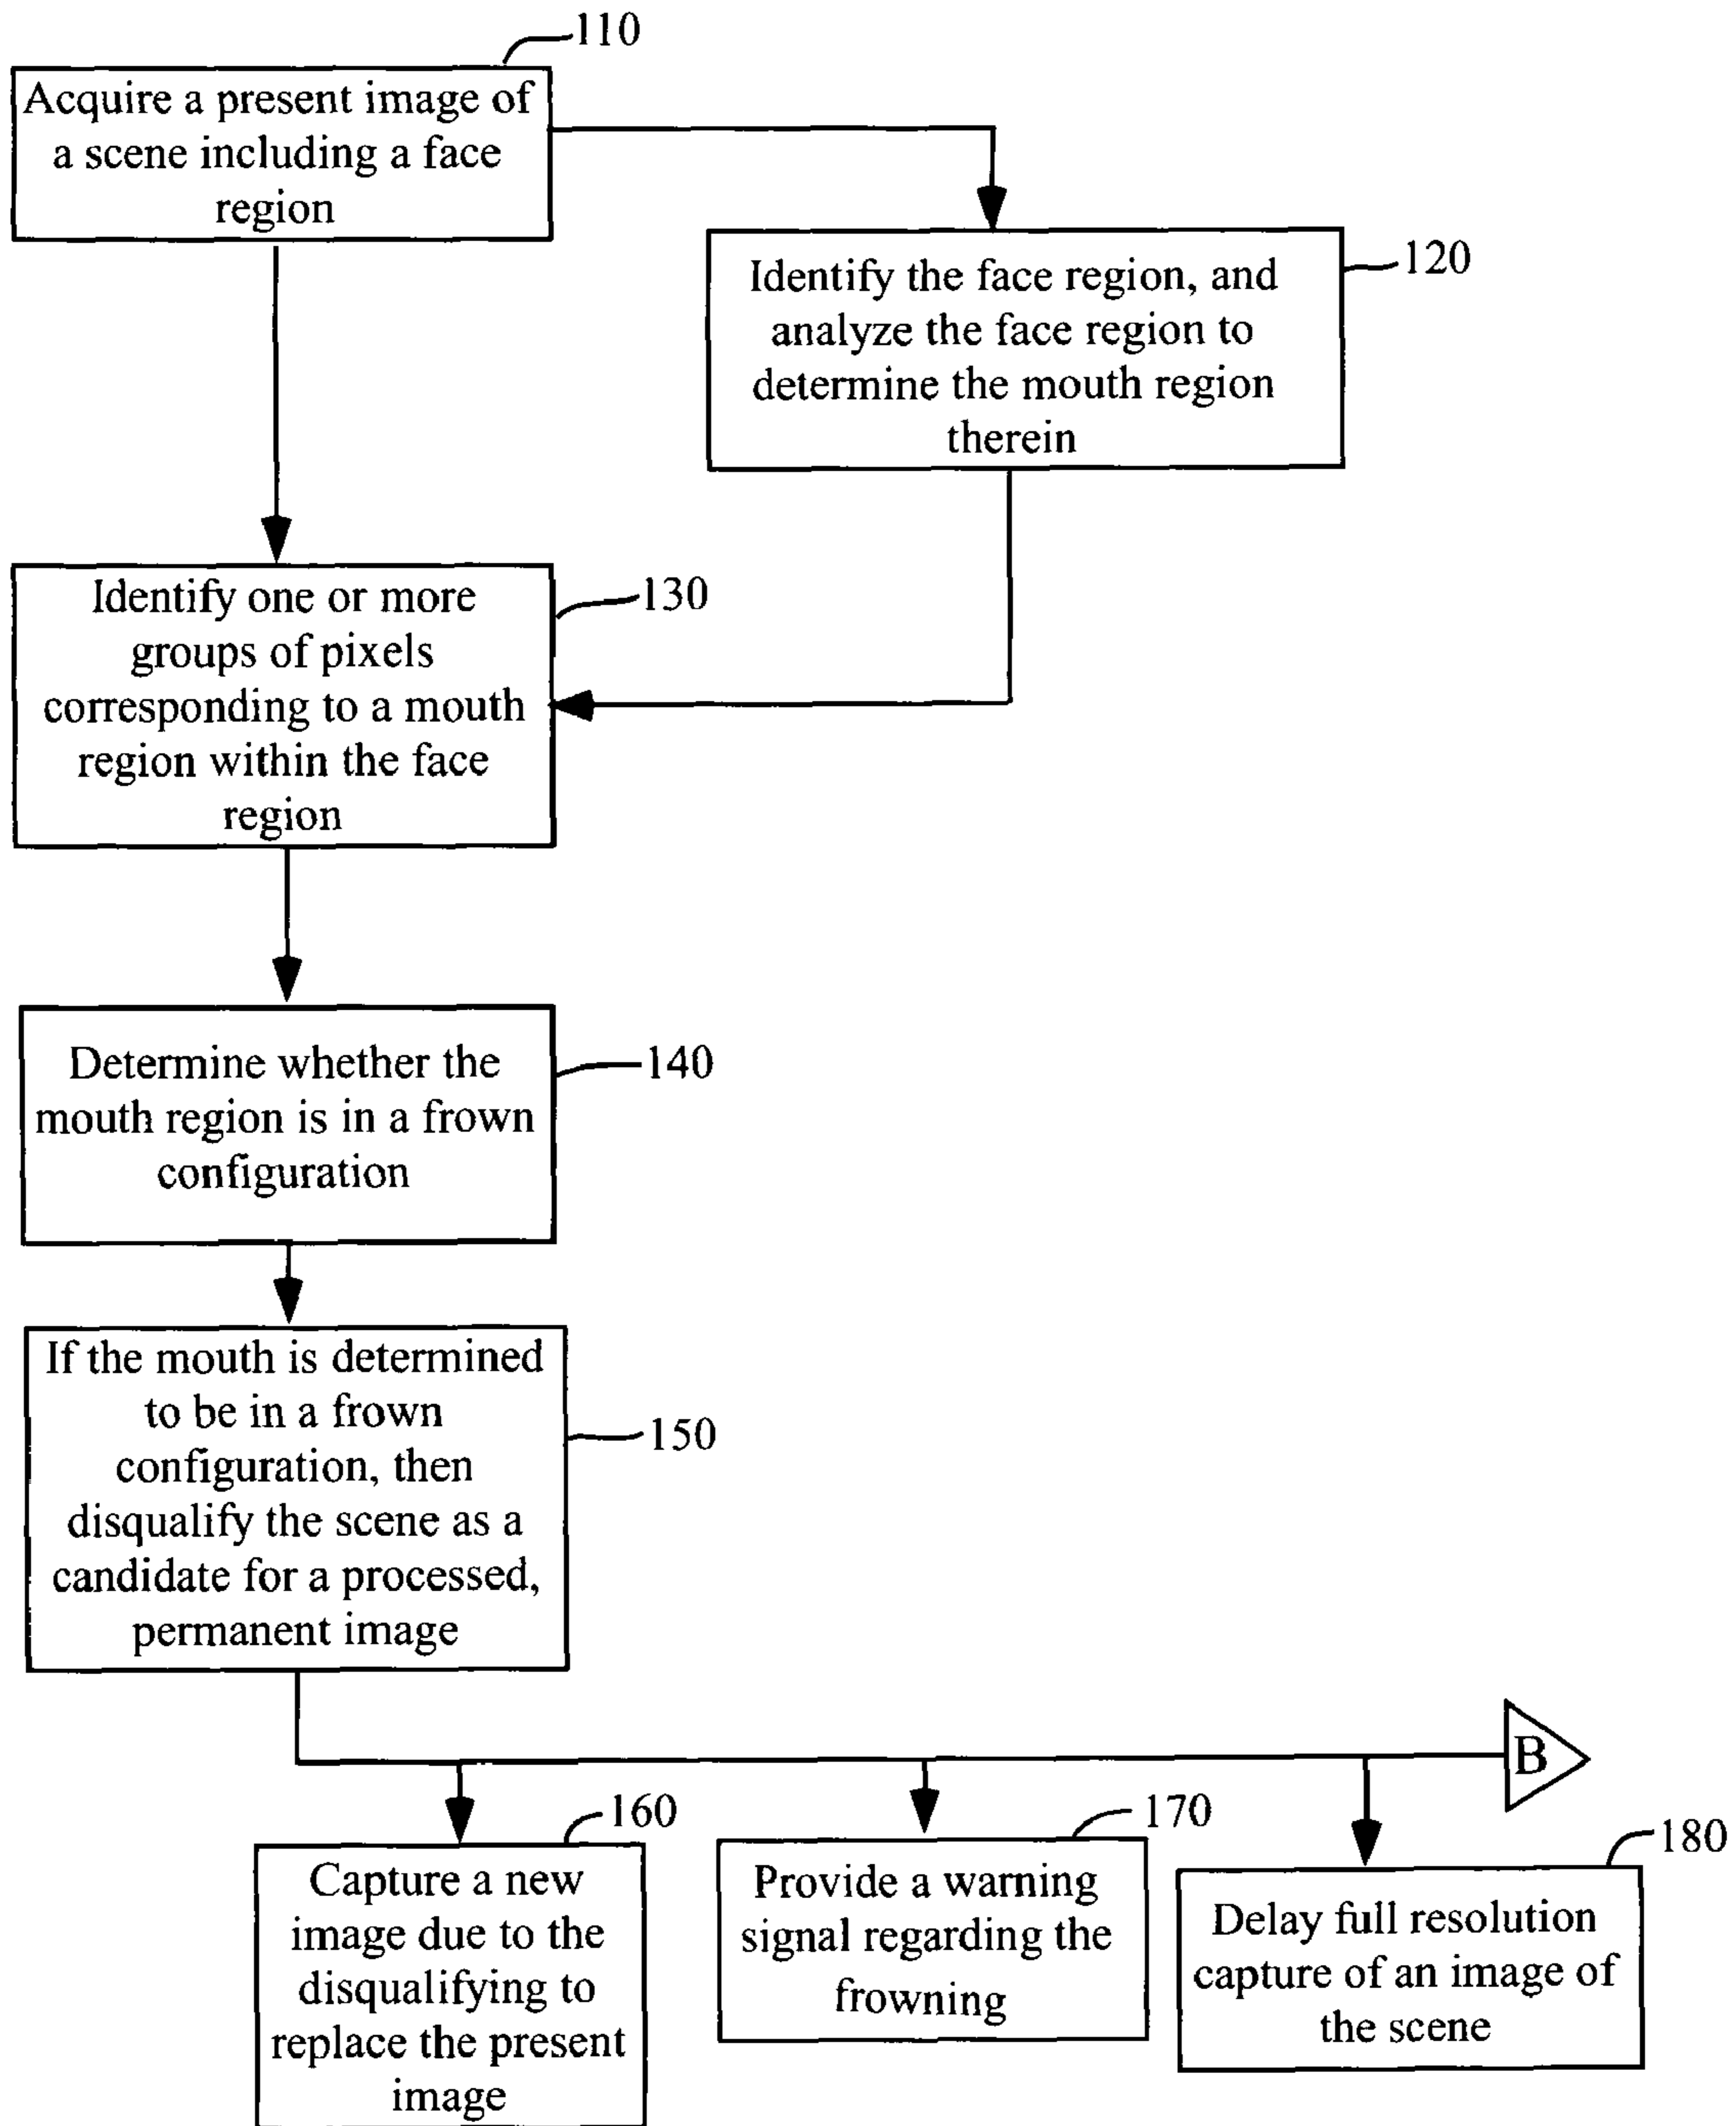 110
Acquire a present image of
a scene including a face
region
120
Identify the face region, and
analyze the face region to
determine the mouth region
therein
130
Identify one or more
groups of pixels
corresponding to a mouth
region within the face
region
140
Determine whether the
mouth region is in a frown
configuration
150
If the mouth is determined
to be in a frown
configuration, then
disqualify the scene as a
candidate for a processed,
permanent image
B
160
Capture a new
image due to the
disqualifying to
replace the present
image
170
Provide a warning
signal regarding the
frowning
180
Delay full resolution
capture of an image of
the scene